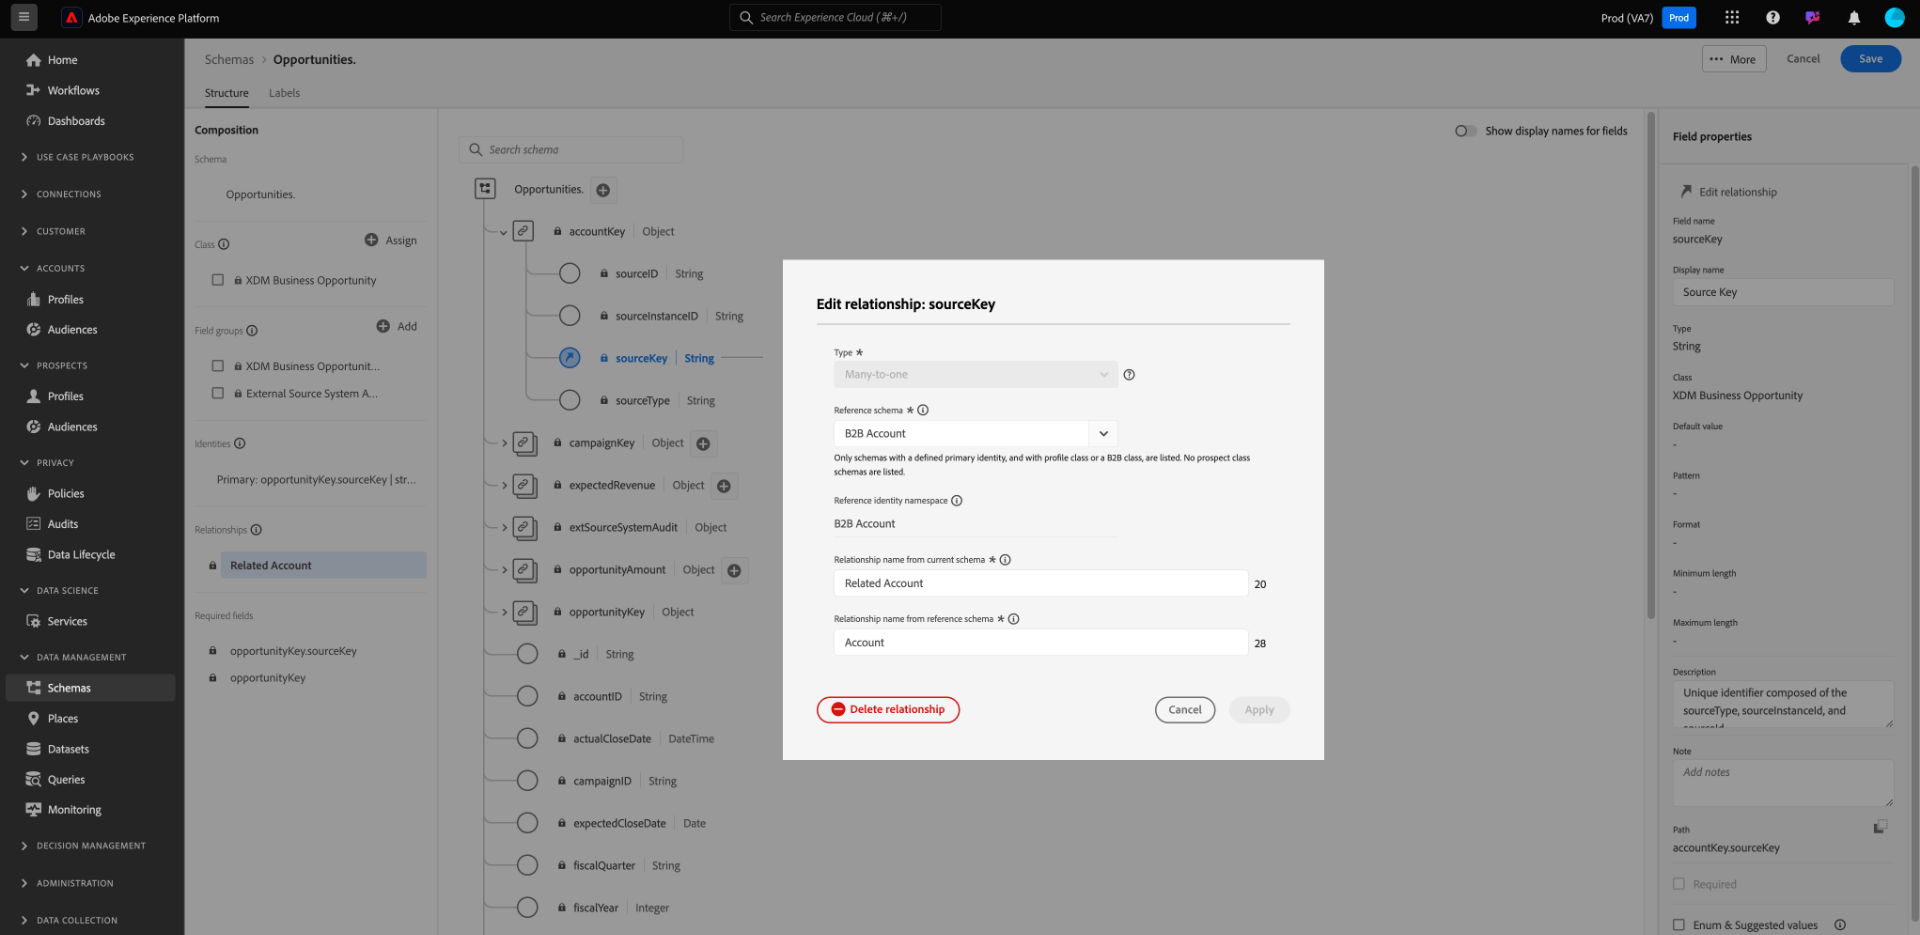 Adobe Experience Platform
Search Experience Cloud (⌘+/)
Prod (VA7)
Prod
Home
Workflows
Dashboards
USE CASE PLAYBOOKS
CONNECTIONS
CUSTOMER
ACCOUNTS
Profiles
Audiences
PROSPECTS
Profiles
Audiences
PRIVACY
Policies
Audits
Data Lifecycle
DATA SCIENCE
Services
DATA MANAGEMENT
Schemas
Places
Datasets
Queries
Monitoring
DECISION MANAGEMENT
ADMINISTRATION
DATA COLLECTION
Schemas > Opportunities.
More
Cancel
Save
Structure
Labels
Composition
Schema
Opportunities.
Class
Assign
XDM Business Opportunity
Field groups
Add
XDM Business Opportunit...
External Source System A...
Identities
Primary: opportunityKey.sourceKey | str...
Relationships
Related Account
Required fields
opportunityKey.sourceKey
opportunityKey
Search schema
Show display names for fields
Opportunities.
accountKey | Object
sourceID | String
sourceInstanceID | String
sourceKey | String
sourceType | String
campaignKey | Object
expectedRevenue | Object
extSourceSystemAudit | Object
opportunityAmount | Object
opportunityKey | Object
_id | String
accountID | String
actualCloseDate | DateTime
campaignID | String
expectedCloseDate | Date
fiscalQuarter | String
fiscalYear | Integer
Edit relationship: sourceKey
Type *
Many-to-one
Reference schema *
B2B Account
Only schemas with a defined primary identity, and with profile class or a B2B class, are listed. No prospect class
schemas are listed.
Reference identity namespace
B2B Account
Relationship name from current schema *
Related Account
20
Relationship name from reference schema *
Account
28
Delete relationship
Cancel
Apply
Field properties
Edit relationship
Field name
sourceKey
Display name
Source Key
Type
String
Class
XDM Business Opportunity
Default value
-
Pattern
-
Format
-
Minimum length
-
Maximum length
-
Description
Unique identifier composed of the
sourceType, sourceInstanceId, and
sourceId
Note
Add notes
Path
accountKey.sourceKey
Required
Enum & Suggested values